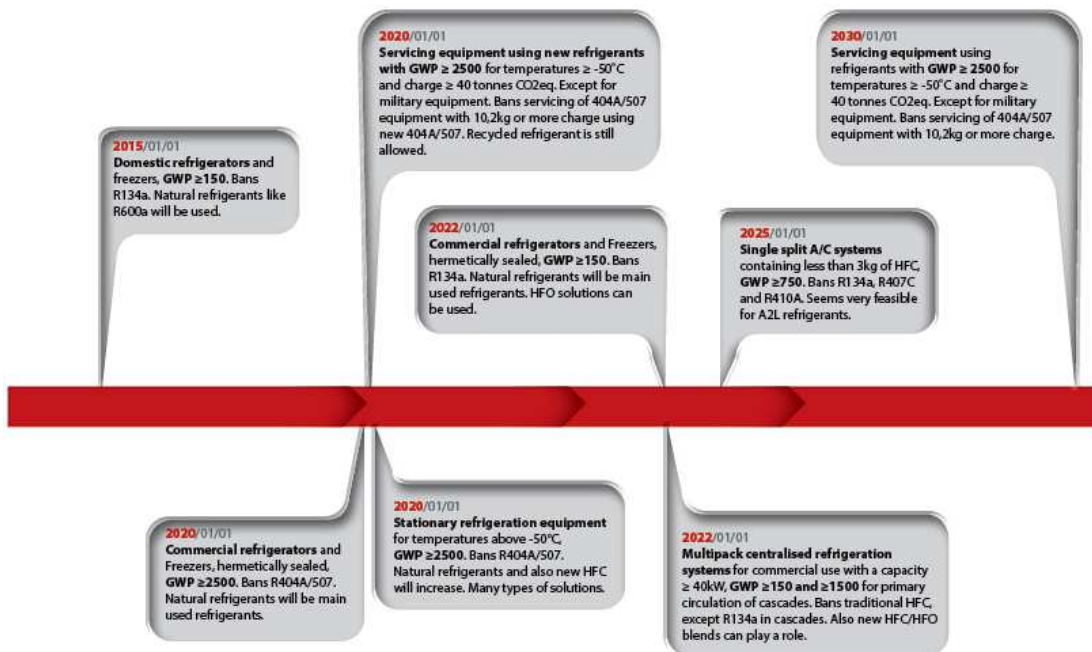 2020/01/01
Servicing equipment using new refrigerants
with GWP ≥ 2500 for temperatures ≥ -50˚C
and charge ≥ 40 tonnes CO2eq. Except for
military equipment. Bans servicing of 404A/507
equipment with 10,2kg or more charge using
new 404A/507. Recycled refrigerant is still
allowed.
2030/01/01
Servicing equipment using
refrigerants with GWP ≥ 2500 for
temperatures ≥ -50˚C and charge ≥
40 tonnes CO2eq. Except for military
equipment. Bans servicing of 404A/507
equipment with 10,2kg or more charge.
2015/01/01
Domestic refrigerators and
freezers, GWP ≥150. Bans
R134a. Natural refrigerants like
R600a will be used.
2022/01/01
Commercial refrigerators and Freezers,
hermetically sealed, GWP ≥150. Bans
R134a. Natural refrigerants will be main
used refrigerants. HFO solutions can
be used.
2025/01/01
Single split A/C systems
containing less than 3kg of HFC,
GWP ≥750. Bans R134a, R407C
and R410A. Seems very feasible
for A2L refrigerants.
2020/01/01
Commercial refrigerators and
Freezers, hermetically sealed,
GWP ≥2500. Bans R404A/507.
Natural refrigerants will be main
used refrigerants.
2020/01/01
Stationary refrigeration equipment
for temperatures above -50°C,
GWP ≥2500. Bans R404A/507.
Natural refrigerants and also new HFC
will increase. Many types of solutions.
2022/01/01
Multipack centralised refrigeration
systems for commercial use with a capacity
≥ 40kW, GWP ≥150 and ≥1500 for primary
circulation of cascades. Bans traditional HFC,
except R134a in cascades. Also new HFC/HFO
blends can play a role.